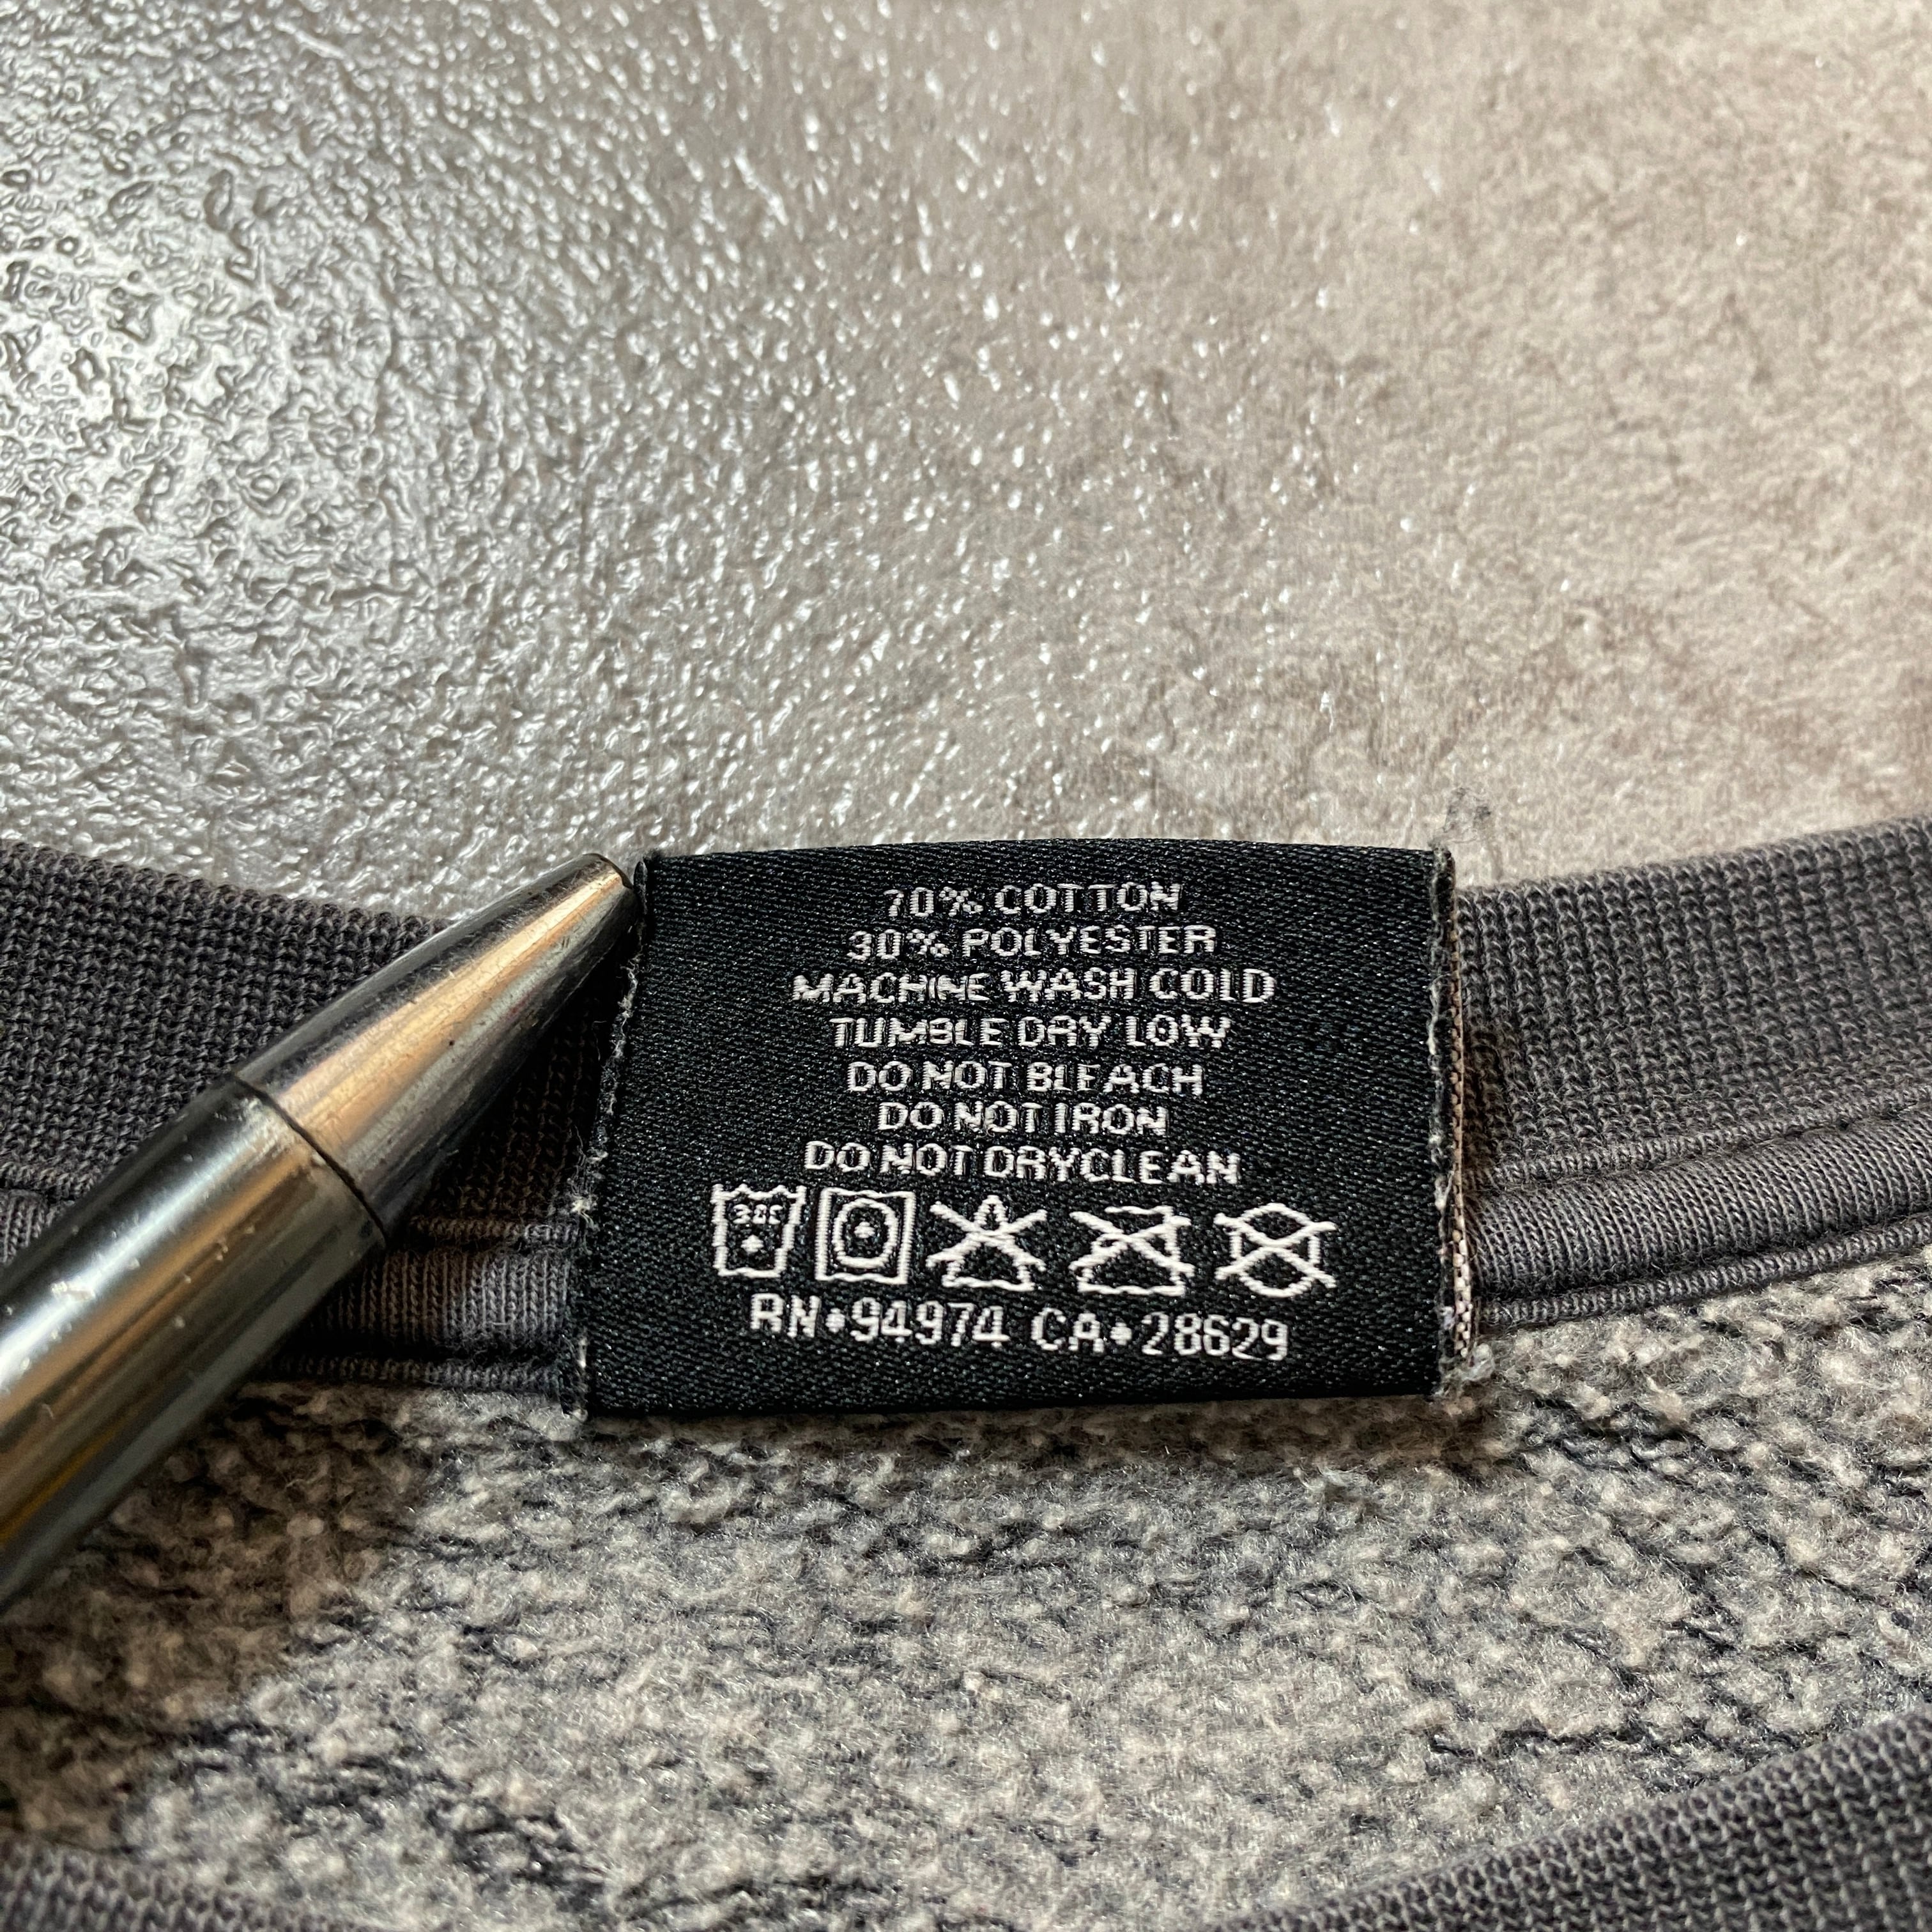 70% COTTON
30% POLYESTER
MACHINE WASH COLD
TUMBLE DRY LOW
DO NOT BLEACH
DO NOT IRON
DO NOT DRYCLEAN
30C
RN•94974 CA•28629